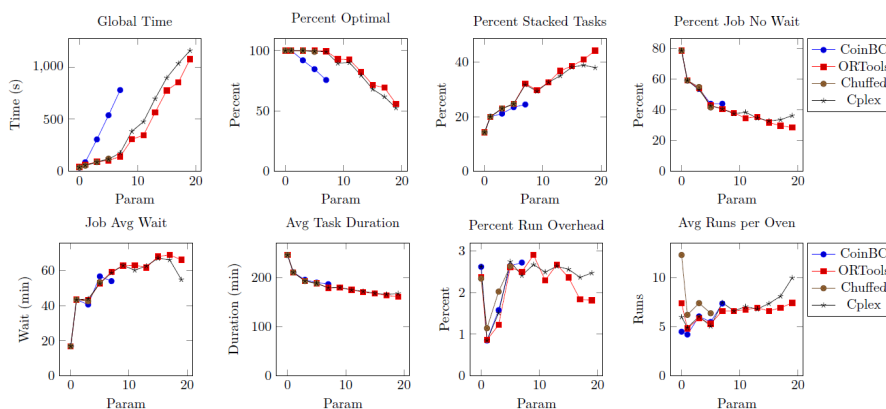 Global Time
Percent Optimal
Percent Stacked Tasks
Percent Job No Wait
Time (s)
1,000
500
0
0
10
20
Param
Percent
100
50
0
0
10
20
Param
Percent
40
20
0
0
10
20
Param
Percent
80
60
40
20
0
0
10
20
Param
CoinBC
ORTools
Chuffed
Cplex
Job Avg Wait
Avg Task Duration
Percent Run Overhead
Avg Runs per Oven
Wait (min)
60
40
20
0
0
10
20
Param
Duration (min)
200
100
0
0
10
20
Param
Percent
3
2
1
0
0
10
20
Param
Runs
10
5
0
0
10
20
Param
CoinBC
ORTools
Chuffed
Cplex